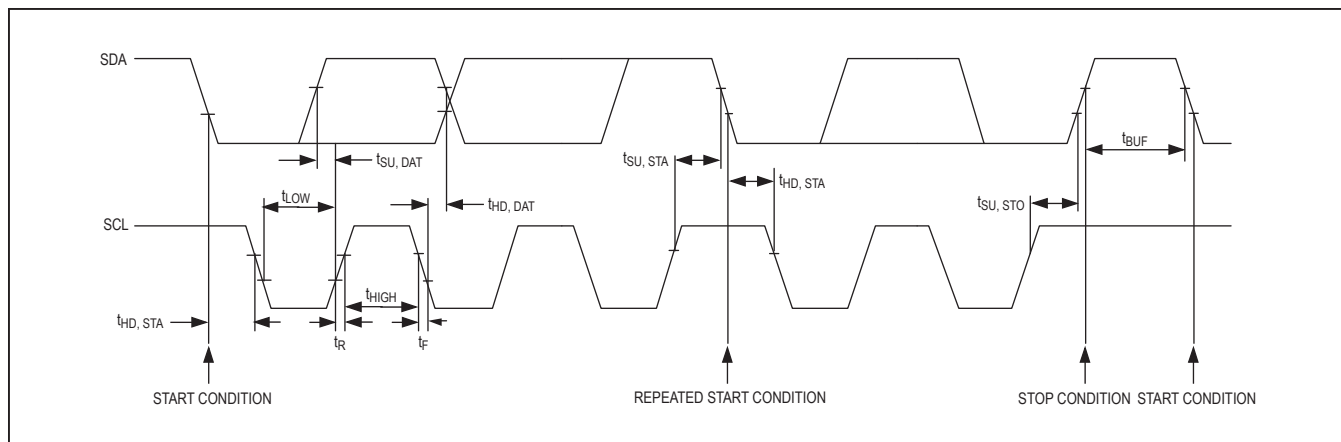 SDA
tSU, DAT
tSU, STA
tBUF
tLOW
tHD, DAT
tHD, STA
tSU, STO
SCL
tHIGH
tHD, STA
tR
tF
START CONDITION
REPEATED START CONDITION
STOP CONDITION
START CONDITION